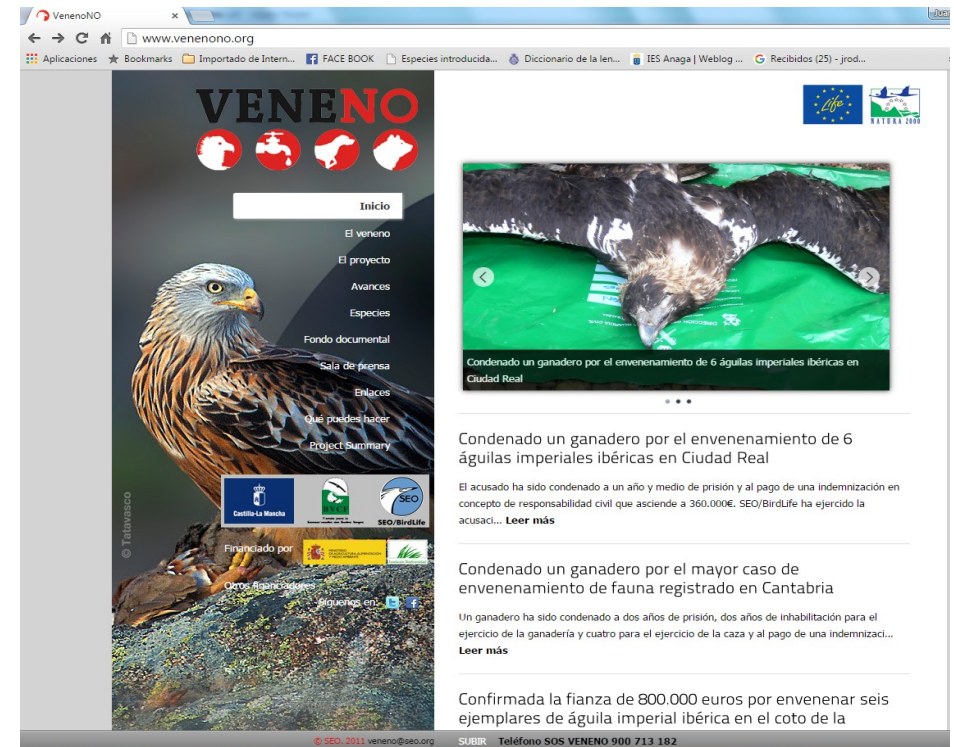 VenenoNO
www.venenono.org
Aplicaciones Bookmarks Importado de Intern... FACE BOOK Especies introducida... Diccionario de la len... IES Anaga | Weblog ... Recibidos (25) - jrod...
VENENO
Life
NATURA 2000
Inicio
El veneno
El proyecto
Avances
Especies
Fondo documental
Sala de prensa
Enlaces
Qué puedes hacer
Project Summary
Castilla-La Mancha
SEO
SEO/BirdLife
Financiado por
Otros financiadores
Síguenos en:
© Tatavasco
Condenado un ganadero por el envenenamiento de 6 águilas imperiales ibéricas en
Ciudad Real
Condenado un ganadero por el envenenamiento de 6
águilas imperiales ibéricas en Ciudad Real
El acusado ha sido condenado a un año y medio de prisión y al pago de una indemnización en
concepto de responsabilidad civil que asciende a 360.000€. SEO/BirdLife ha ejercido la
acusaci... Leer más
Condenado un ganadero por el mayor caso de
envenenamiento de fauna registrado en Cantabria
Un ganadero ha sido condenado a dos años de prisión, dos años de inhabilitación para el
ejercicio de la ganadería y cuatro para el ejercicio de la caza y al pago de una indemnizaci...
Leer más
Confirmada la fianza de 800.000 euros por envenenar seis
ejemplares de águila imperial ibérica en el coto de la
© SEO. 2011 veneno@seo.org SUBIR Teléfono SOS VENENO 900 713 182